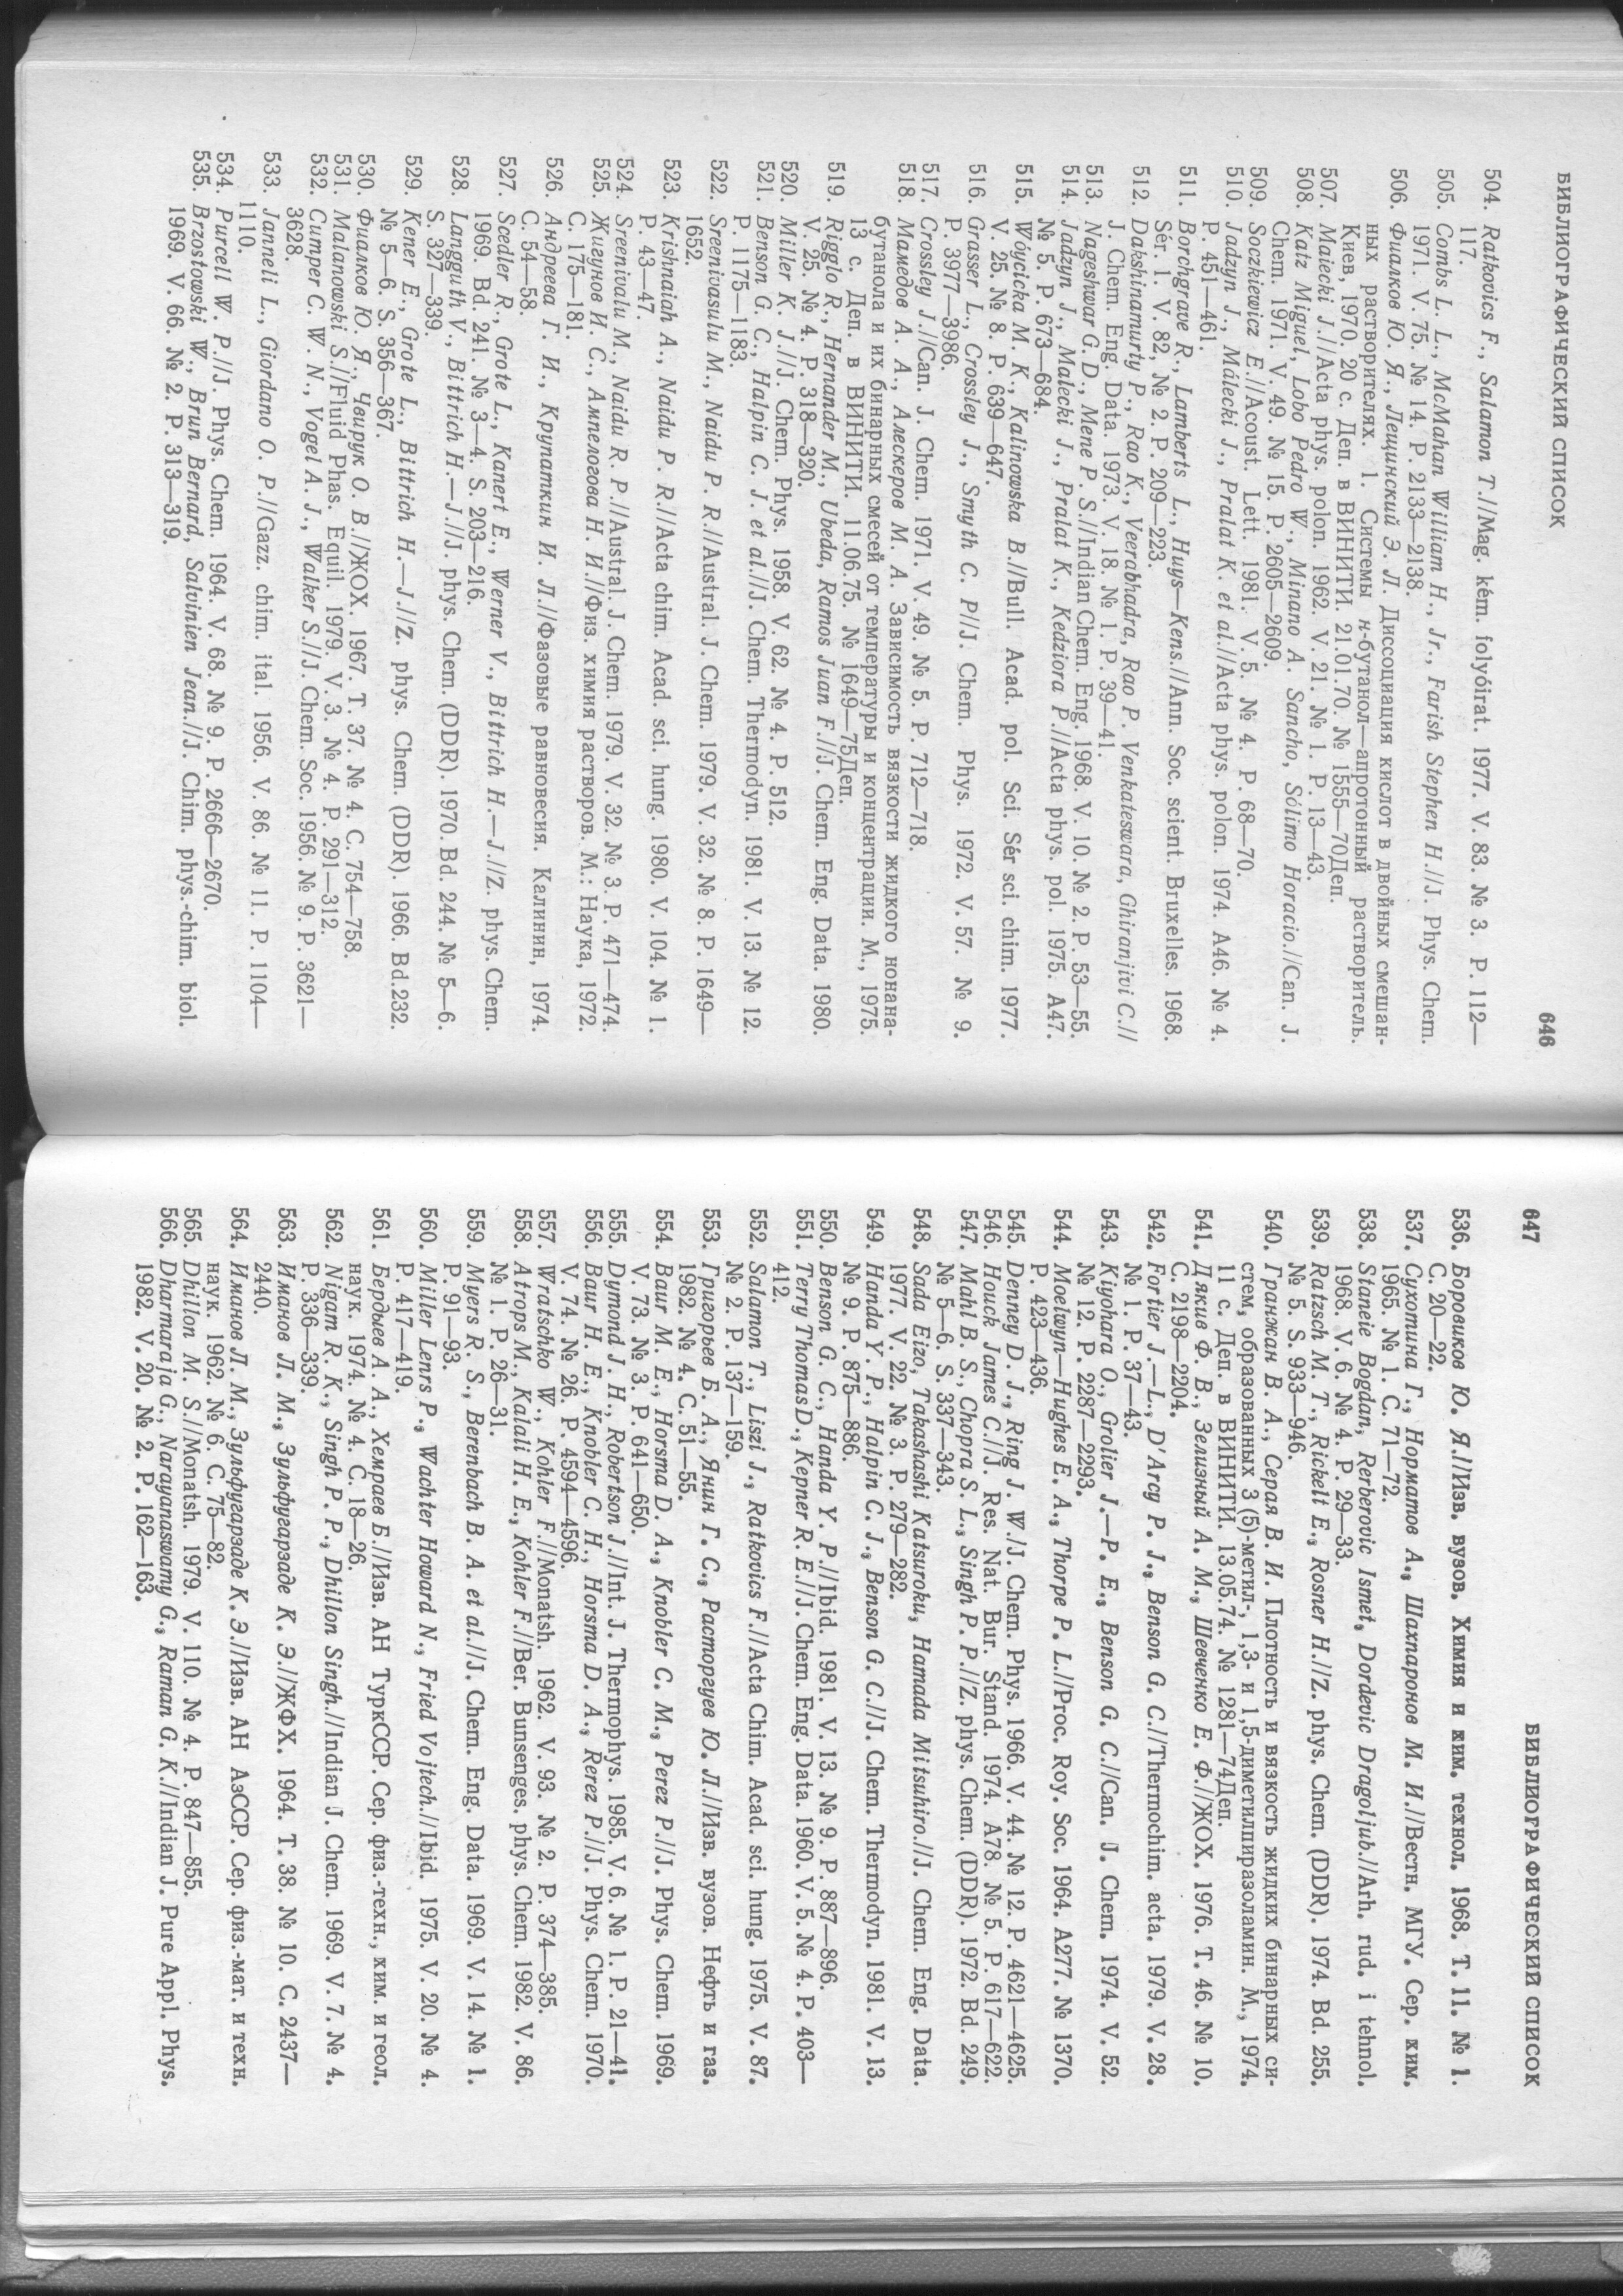 БИБЛИОГРАФИЧЕСКИЙ СПИСОК 646
504. Ratkovics F., Salamon T.//Mag. kém. folyóirat. 1977. V. 83. № 3. P. 112—
117.
505. Combs L. L., McMahan William H., Jr., Farish Stephen H.//J. Phys. Chem.
1971. V. 75. № 14. P. 2133—2138.
506. Фиалков Ю. Я., Лещинский Э. Л. Диссоциация кислот в двойных смешан-
ных растворителях. 1. Системы н-бутанол—апротонный растворитель.
Киев, 1970. 20 с. Деп. в ВИНИТИ. 21.01.70. № 1555—70Деп.
507. Maiecki J.//Acta phys. polon. 1962. V. 21. № 1. P. 13—43.
508. Katz Miguel, Lobo Pedro W., Minano A. Sancho, Sólimo Horacio.//Can. J.
Chem. 1971. V. 49. № 15. P. 2605—2609.
509. Soczkiewicz E.//Acoust. Lett. 1981. V. 5. № 4. P. 68—70.
510. Jadzyn J., Málecki J., Pralat K. et al.//Acta phys. polon. 1974. A46. № 4.
P. 451—461.
511. Borchgrave R., Lamberts L., Huys—Kens.//Ann. Soc. scient. Bruxelles. 1968.
Sér. 1. V. 82, № 2. P. 209—223.
512. Dakshinamurty P., Rao K., Veerabhadra, Rao P. Venkateswara, Ghiranjivi C.//
J. Chem. Eng. Data. 1973. V. 18. № 1. P. 39—41.
513. Nageshwar G. D., Mene P. S.//Indian Chem. Eng. 1968. V. 10. № 2. P. 53—55.
514. Jadzyn J., Malecki J., Pralat K., Kedziora P.//Acta phys. pol. 1975. A47.
№ 5. P. 673—684.
515. Wóycicka M. K., Kalinowska B.//Bull. Acad. pol. Sci. Sér sci. chim. 1977.
V. 25. № 8. P. 639—647.
516. Grasser L., Crossley J., Smyth C. P//J. Chem. Phys. 1972. V. 57. № 9.
P. 3977—3986.
517. Crossley J.//Can. J. Chem. 1971. V. 49. № 5. P. 712—718.
518. Мамедов А. А., Алескеров М. А. Зависимость вязкости жидкого нонана-
бутанола и их бинарных смесей от температуры и концентрации. М., 1975.
13 с. Деп. в ВИНИТИ. 11.06.75. № 1649—75Деп.
519. Rigglo R., Hernander M., Ubeda, Ramos Juan F.//J. Chem. Eng. Data. 1980.
V. 25. № 4. P. 318—320.
520. Miller K. J.//J. Chem. Phys. 1958. V. 62. № 4. P. 512.
521. Benson G. C., Halpin C. J. et al.//J. Chem. Thermodyn. 1981. V. 13. № 12.
P. 1175—1183.
522. Sreenivasulu M., Naidu P. R.//Austral. J. Chem. 1979. V. 32. № 8. P. 1649—
1652.
523. Krishnaiah A., Naidu P. R.//Acta chim. Acad. sci. hung. 1980. V. 104. № 1.
P. 43—47.
524. Sreenivalu M., Naidu R. P.//Austral. J. Chem. 1979. V. 32. № 3. P. 471—474.
525. Жигунов И. С., Ампелогова Н. И.//Физ. химия растворов. М.: Наука, 1972.
С. 175—181.
526. Андреева Г. И., Крупаткин И. Л.//Фазовые равновесия. Калинин, 1974.
С. 54—58.
527. Scedler R., Grote L., Kanert E., Werner V., Bittrich H.—J.//Z. phys. Chem.
1969. Bd. 241. № 3—4. S. 203—216.
528. Langguth V., Bittrich H.—J.//J. phys. Chem. (DDR). 1970. Bd. 244. № 5—6.
S. 327—339.
529. Kener E., Grote L., Bittrich H.—J.//Z. phys. Chem. (DDR). 1966. Bd.232.
№ 5—6. S. 356—367.
530. Фиалков Ю. Я., Чвирук О. В.//ЖОХ. 1967. Т. 37. № 4. С. 754—758.
531. Malanowski S.//Fluid Phas. Equil. 1979. V. 3. № 4. P. 291—312.
532. Cumper C. W. N., Vogel A. J., Walker S.//J. Chem. Soc. 1956. № 9. P. 3621—
3628.
533. Janneli L., Giordano O. P.//Gazz. chim. ital. 1956. V. 86. № 11. P. 1104—
1110.
534. Purcell W. P.//J. Phys. Chem. 1964. V. 68. № 9. P. 2666—2670.
535. Brzostowski W., Brun Bernard, Salvinien Jean.//J. Chim. phys.-chim. biol.
1969. V. 66. № 2. P. 313—319.
647 БИБЛИОГРАФИЧЕСКИЙ СПИСОК
536. Боровиков Ю. Я.//Изв. вузов. Химия и хим. технол. 1968. Т. 11. № 1.
С. 20—22.
537. Сухотина Г., Норматов А., Шахпаронов М. И.//Вестн. МГУ. Сер. хим.
1965. № 1. С. 71—72.
538. Staneie Bogdan, Rerberovic Ismet, Dordevic Dragoljub.//Arh. rud. i tehnol.
1968. V. 6. № 4. P. 29—33.
539. Ratzsch M. T., Rickelt E., Rosner H.//Z. phys. Chem. (DDR). 1974. Bd. 255.
№ 5. S. 933—946.
540. Гранжан В. А., Серая В. И. Плотность и вязкость жидких бинарных си-
стем, образованных 3 (5)-метил-, 1,3- и 1,5-диметилпиразоламин. М., 1974.
11 с. Деп. в ВИНИТИ. 13.05.74. № 1281—74Деп.
541. Дякив Ф. В., Зелизный А. М., Шевченко Е. Ф.//ЖОХ. 1976. Т. 46. № 10.
С. 2198—2204.
542. Fortier J.—L., D'Arcy P. J., Benson G. C.//Thermochim. acta. 1979. V. 28.
№ 1. P. 37—43.
543. Kiyohara O., Grolier J.—P. E., Benson G. C.//Can. J. Chem. 1974. V. 52.
№ 12. P. 2287—2293.
544. Moelwyn—Hughes E. A., Thorpe P. L.//Proc. Roy. Soc. 1964. A277. № 1370.
P. 423—436.
545. Denney D. J., Ring J. W./J. Chem. Phys. 1966. V. 44. № 12. P. 4621—4625.
546. Houck James C.//J. Res. Nat. Bur. Stand. 1974. A78. № 5. P. 617—622.
547. Mahl B. S., Chopra S. L., Singh P. P.//Z. phys. Chem. (DDR). 1972. Bd. 249.
№ 5—6. S. 337—343.
548. Sada Eizo, Takashashi Katsuroku, Hamada Mitsuhiro.//J. Chem. Eng. Data.
1977. V. 22. № 3. P. 279—282.
549. Handa Y. P., Halpin C. J., Benson G. C.//J. Chem. Thermodyn. 1981. V. 13.
№ 9. P. 875—886.
550. Benson G. C., Handa Y. P.//Ibid. 1981. V. 13. № 9. P. 887—896.
551. Terry ThomasD., Kepner R. E.//J. Chem. Eng. Data. 1960. V. 5. № 4. P. 403—
412.
552. Salamon T., Liszi J., Ratkovics F.//Acta Chim. Acad. sci. hung. 1975. V. 87.
№ 2. P. 137—159.
553. Григорьев Б. А., Янин Г. С., Расторгуев Ю. Л.//Изв. вузов. Нефть и газ.
1982. № 4. С. 51—55.
554. Baur M. E., Horsma D. A., Knobler C. M., Perez P.//J. Phys. Chem. 1969.
V. 73. № 3. P. 641—650.
555. Dymond J. H., Robertson J.//Int. J. Thermophys. 1985. V. 6. № 1. P. 21—41.
556. Baur H. E., Knobler C. H., Horsma D. A., Rerez P.//J. Phys. Chem. 1970.
V. 74. № 26. P. 4594—4596.
557. Wratschko W., Kohler F.//Monatsh. 1962. V. 93. № 2. P. 374—385.
558. Atrops M., Kalali H. E., Kohler F.//Ber. Bunsenges. phys. Chem. 1982. V. 86.
№ 1. P. 26—31.
559. Myers R. S., Berenbach B. A. et al.//J. Chem. Eng. Data. 1969. V. 14. № 1.
P. 91—93.
560. Miller Lenrs P., Wachter Howard N., Fried Vojtech.//Ibid. 1975. V. 20. № 4.
P. 417—419.
561. Бердыев А. А., Хемраев Б.//Изв. АН ТуркССР. Сер. физ.-техн., хим. и геол.
наук. 1974. № 4. С. 18—26.
562. Nigam R. K., Singh P. P., Dhillon Singh.//Indian J. Chem. 1969. V. 7. № 4.
P. 336—339.
563. Иманов Л. М., Зульфугарзаде К. Э.//ЖФХ. 1964. Т. 38. № 10. С. 2437—
2440.
564. Иманов Л. М., Зульфугарзаде К. Э.//Изв. АН АзССР. Сер. физ.-мат. и техн.
наук. 1962. № 6. С. 75—82.
565. Dhillon M. S.//Monatsh. 1979. V. 110. № 4. P. 847—855.
566. Dharmaraja G., Narayanaswamy G., Raman G. K.//Indian J. Pure Appl. Phys.
1982. V. 20. № 2. P. 162—163.